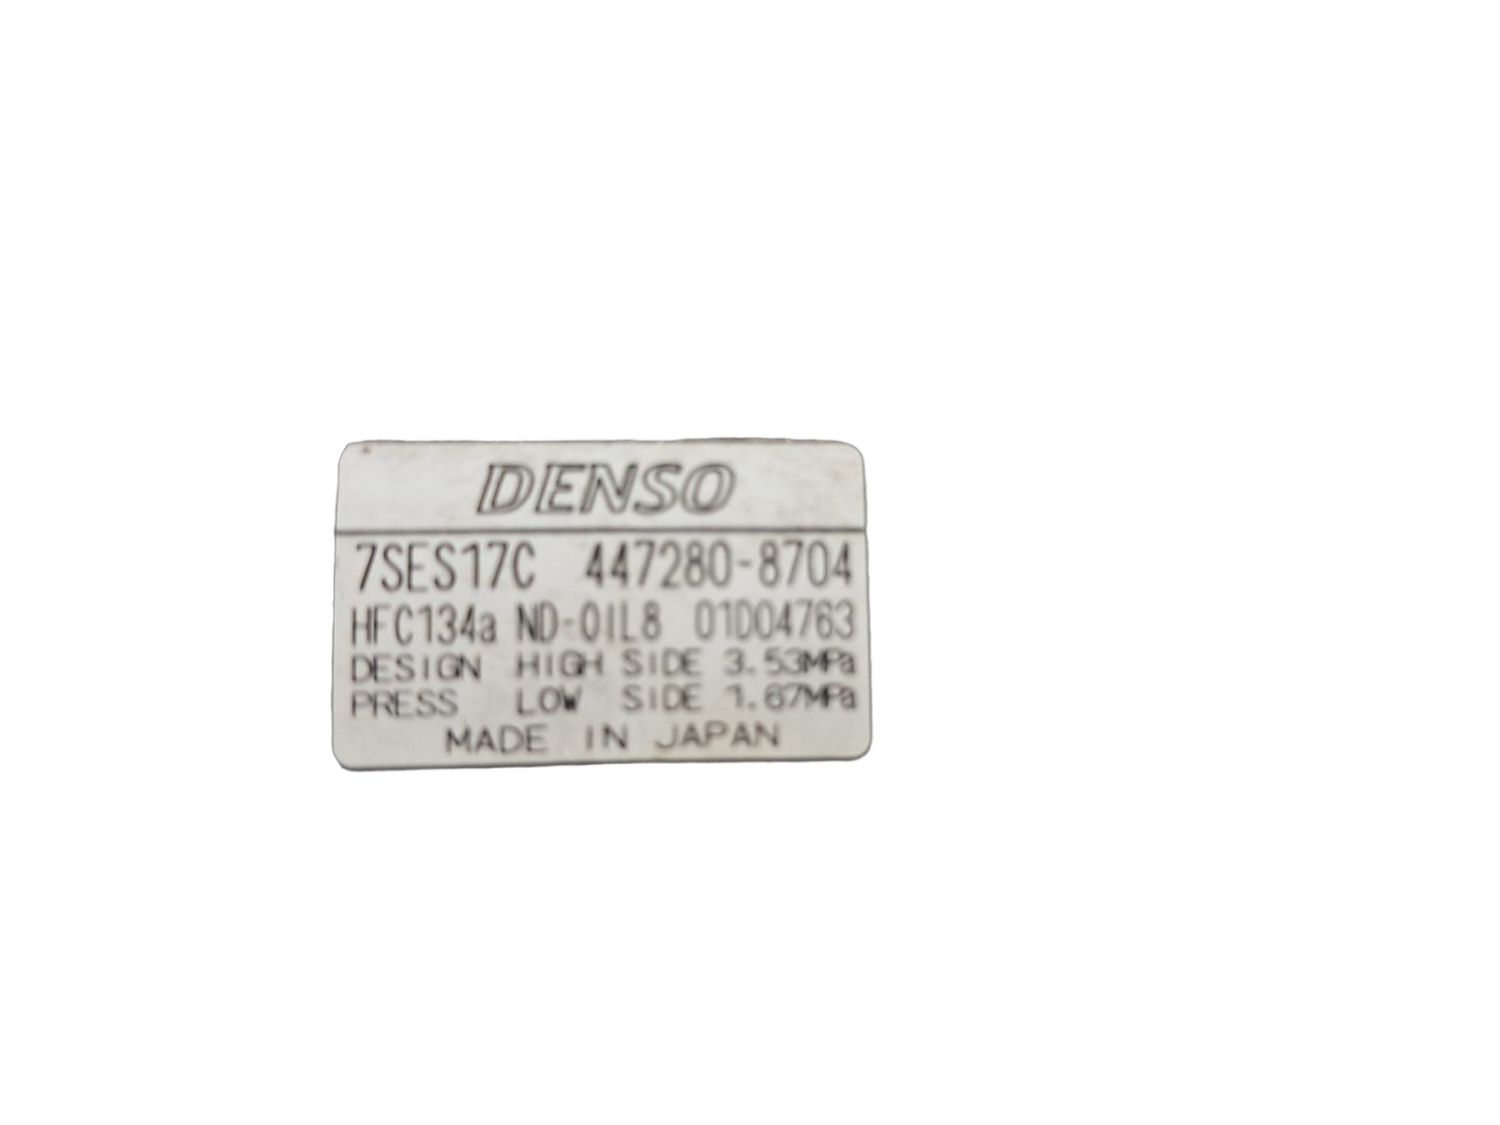 DENSO
7SES17C 447280-8704
HFC134a ND-OIL8 01D04763
DESIGN HIGH SIDE 3.53MPa
PRESS LOW SIDE 1.67MPa
MADE IN JAPAN